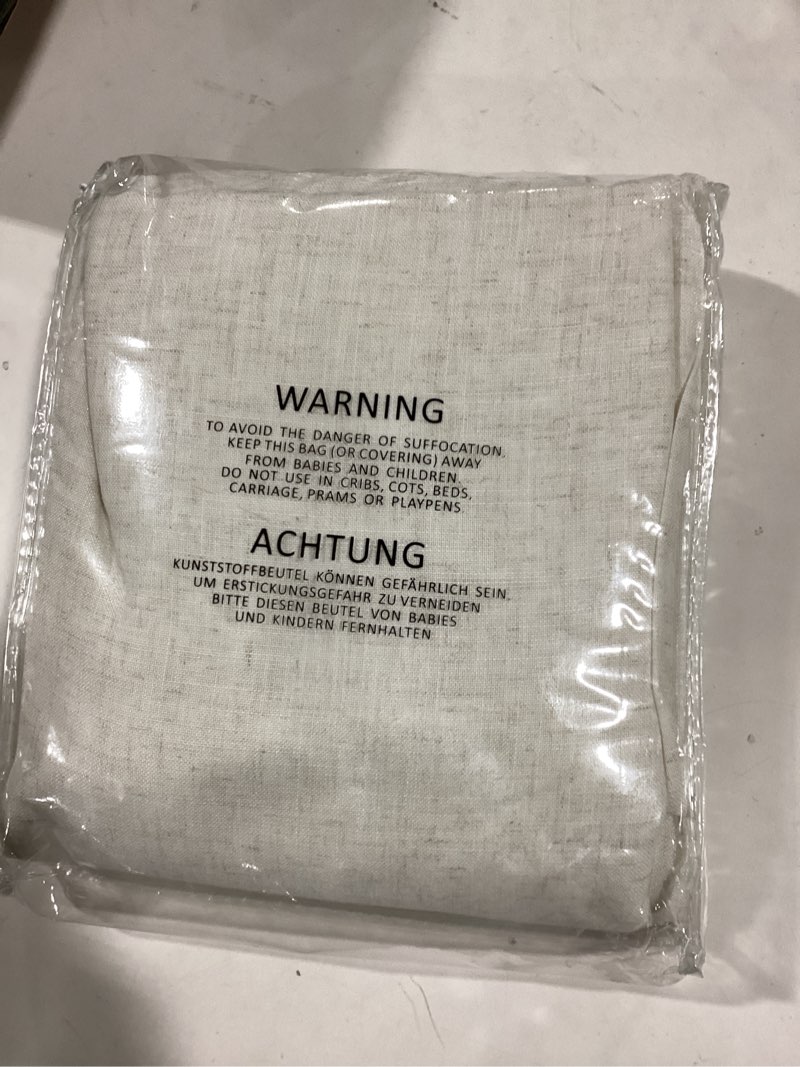 WARNING
TO AVOID THE DANGER OF SUFFOCATION,
KEEP THIS BAG (OR COVERING) AWAY
FROM BABIES AND CHILDREN.
DO NOT USE IN CRIBS, COTS, BEDS,
CARRIAGE, PRAMS OR PLAYPENS.
ACHTUNG
KUNSTSTOFFBEUTEL KÖNNEN GEFÄHRLICH SEIN.
UM ERSTICKUNGSGEFAHR ZU VERNEIDEN
BITTE DIESEN BEUTEL VON BABIES
UND KINDERN FERNHALTEN